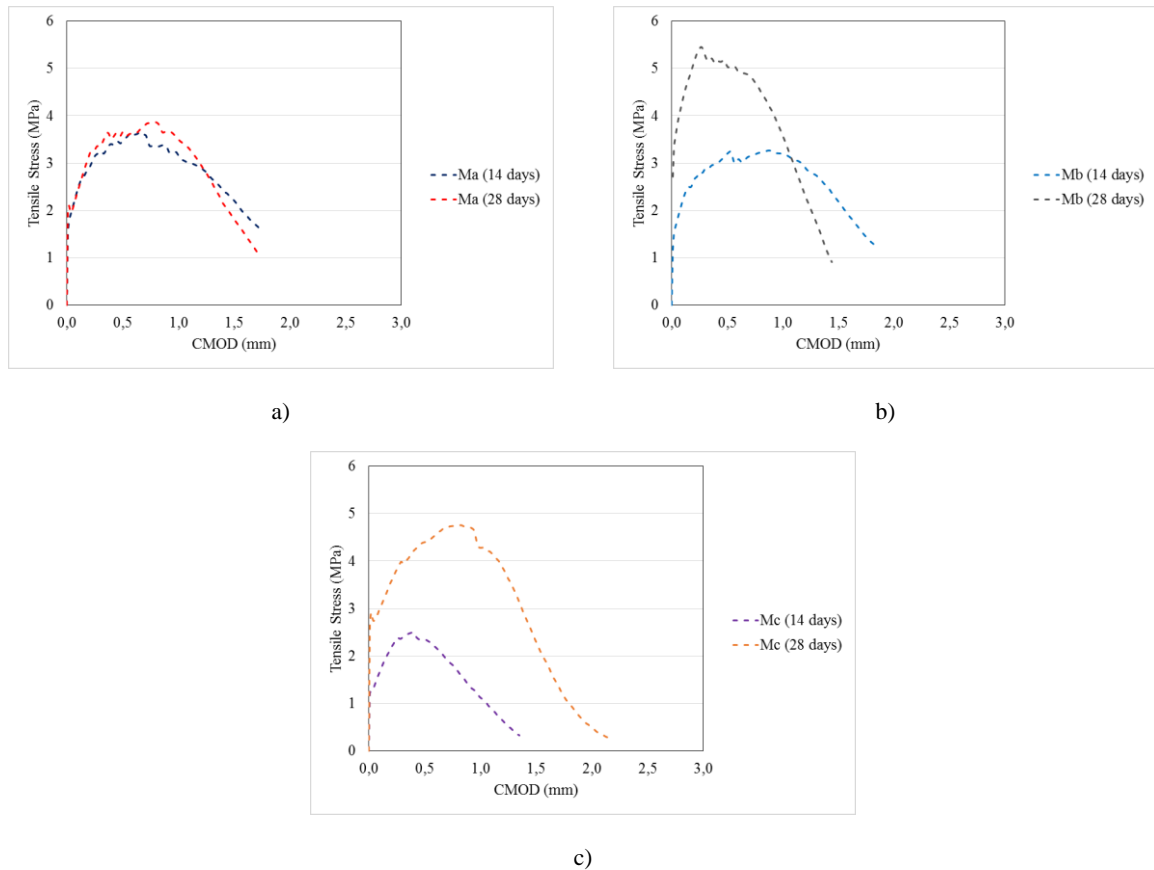 6
5
4
3
2
1
0
Tensile Stress (MPa)
0,0 0,5 1,0 1,5 2,0 2,5 3,0
CMOD (mm)
Ma (14 days)
Ma (28 days)
a)
6
5
4
3
2
1
0
Tensile Stress (MPa)
0,0 0,5 1,0 1,5 2,0 2,5 3,0
CMOD (mm)
Mb (14 days)
Mb (28 days)
b)
6
5
4
3
2
1
0
Tensile Stress (MPa)
0,0 0,5 1,0 1,5 2,0 2,5 3,0
CMOD (mm)
Mc (14 days)
Mc (28 days)
c)